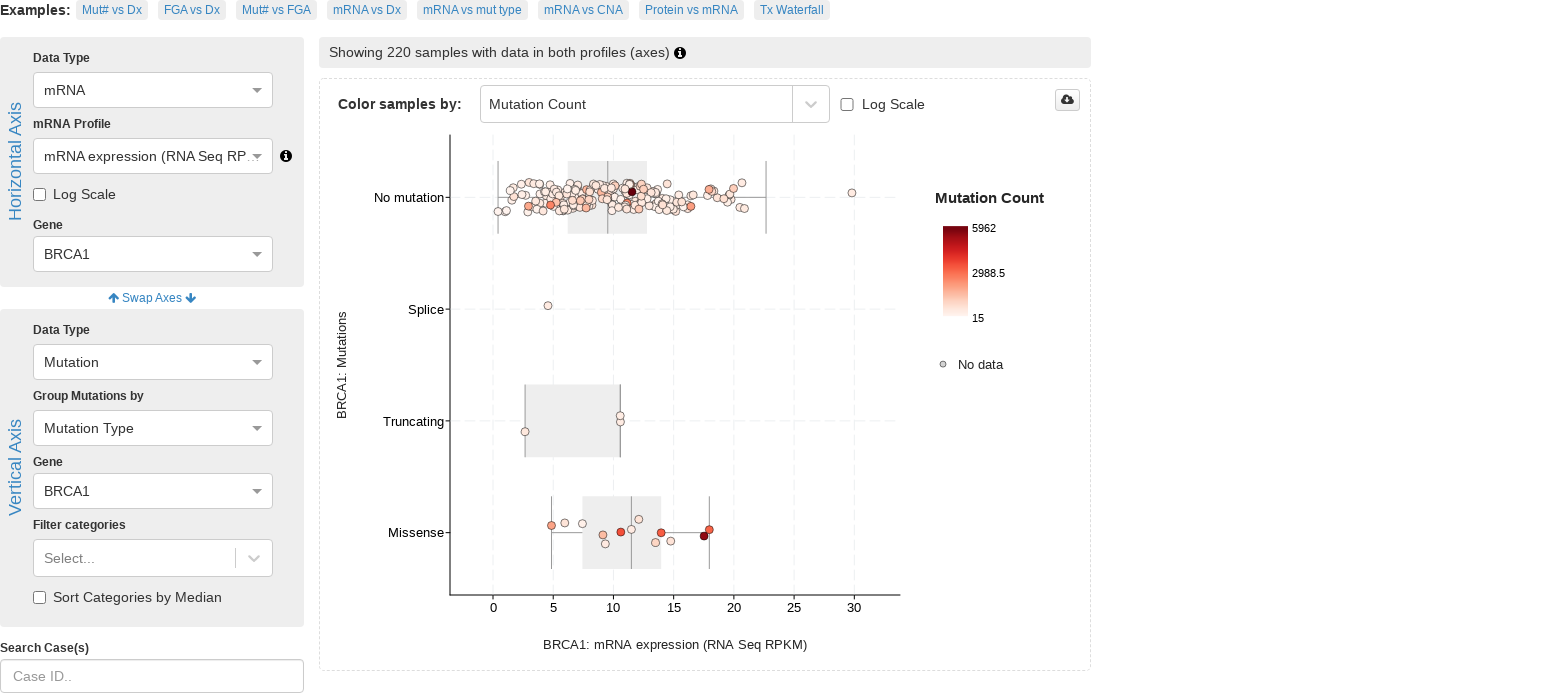 Examples: Mut# vs Dx FGA vs Dx Mut# vs FGA mRNA vs Dx mRNA vs mut type mRNA vs CNA Protein vs mRNA Tx Waterfall
Horizontal Axis
Data Type
mRNA
mRNA Profile
mRNA expression (RNA Seq RP...
Log Scale
Gene
BRCA1
Swap Axes
Vertical Axis
Data Type
Mutation
Group Mutations by
Mutation Type
Gene
BRCA1
Filter categories
Select...
Sort Categories by Median
Search Case(s)
Case ID..
Showing 220 samples with data in both profiles (axes)
Color samples by: Mutation Count Log Scale
BRCA1: Mutations
No mutation
Splice
Truncating
Missense
0 5 10 15 20 25 30
BRCA1: mRNA expression (RNA Seq RPKM)
Mutation Count
5962
2988.5
15
No data